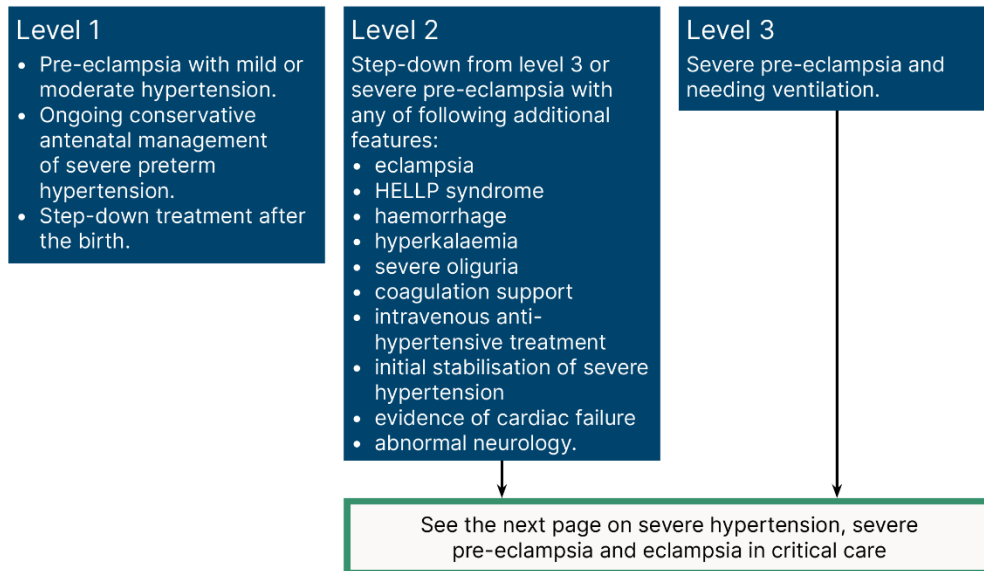 Level 1
• Pre-eclampsia with mild or
moderate hypertension.
• Ongoing conservative
antenatal management
of severe preterm
hypertension.
• Step-down treatment after
the birth.
Level 2
Step-down from level 3 or
severe pre-eclampsia with
any of following additional
features:
• eclampsia
• HELLP syndrome
• haemorrhage
• hyperkalaemia
• severe oliguria
• coagulation support
• intravenous anti-
hypertensive treatment
• initial stabilisation of severe
hypertension
• evidence of cardiac failure
• abnormal neurology.
Level 3
Severe pre-eclampsia and
needing ventilation.
See the next page on severe hypertension, severe
pre-eclampsia and eclampsia in critical care